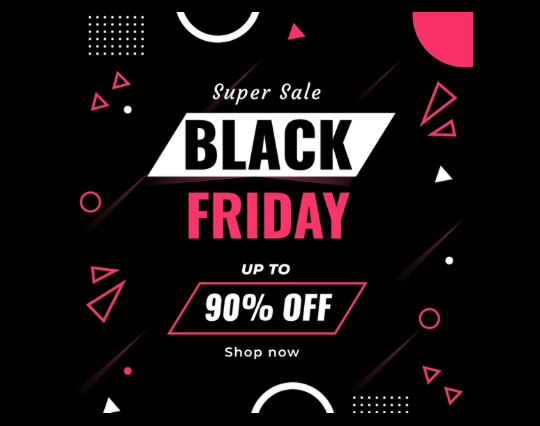 Super Sale
BLACK
FRIDAY
UP TO
90% OFF
Shop now